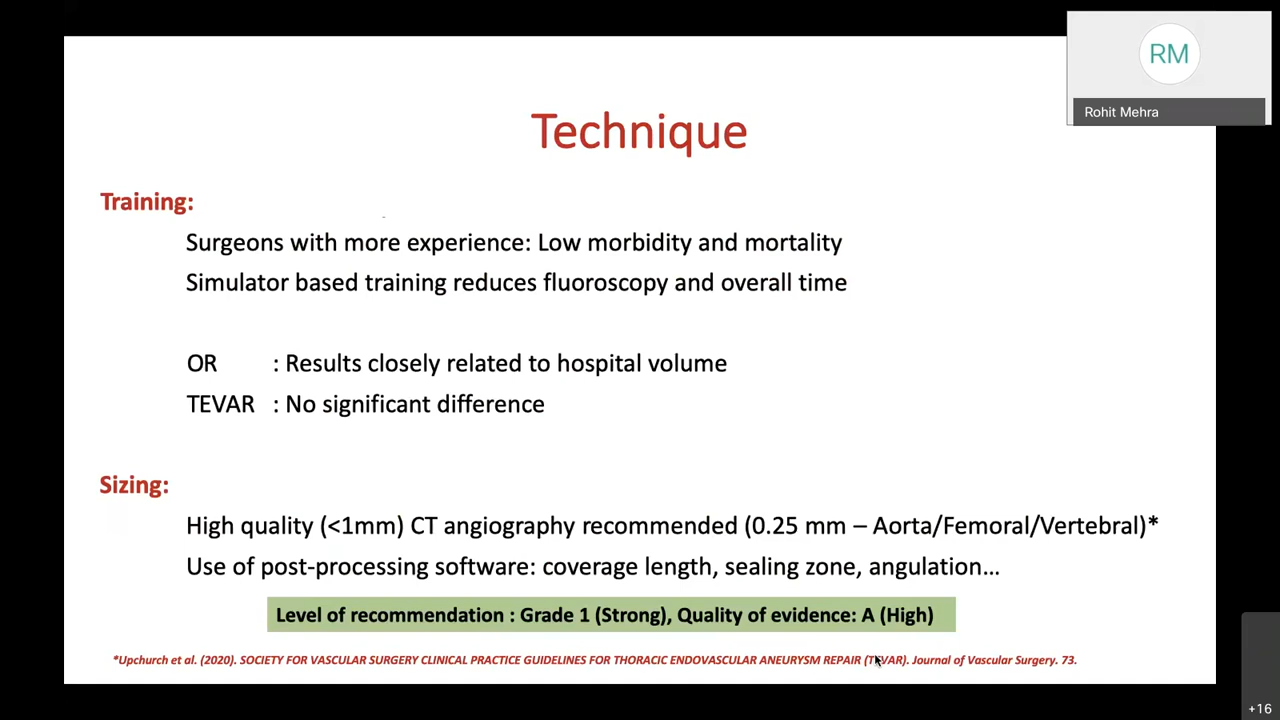 RM
Rohit Mehra
Technique
Training:
Surgeons with more experience: Low morbidity and mortality
Simulator based training reduces fluoroscopy and overall time
OR : Results closely related to hospital volume
TEVAR : No significant difference
Sizing:
High quality (<1mm) CT angiography recommended (0.25 mm – Aorta/Femoral/Vertebral)*
Use of post-processing software: coverage length, sealing zone, angulation…
Level of recommendation : Grade 1 (Strong), Quality of evidence: A (High)
*Upchurch et al. (2020). SOCIETY FOR VASCULAR SURGERY CLINICAL PRACTICE GUIDELINES FOR THORACIC ENDOVASCULAR ANEURYSM REPAIR (TEVAR). Journal of Vascular Surgery. 73.
+16